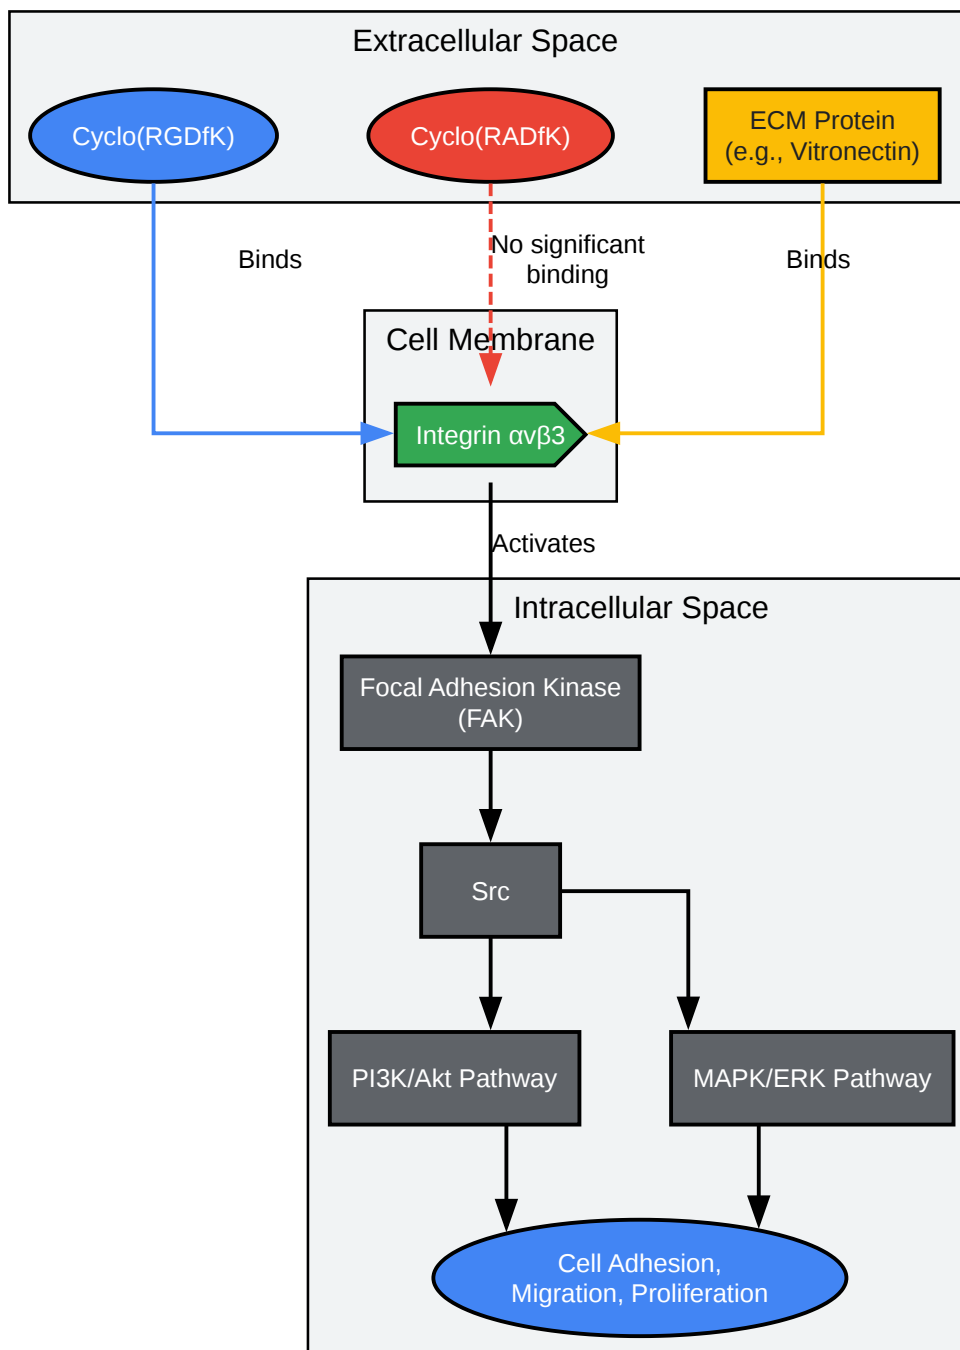 Extracellular Space
Cyclo(RGDfK)
Cyclo(RADfK)
ECM Protein
(e.g., Vitronectin)
Binds
No significant
binding
Binds
Cell Membrane
Integrin αvβ3
Activates
Intracellular Space
Focal Adhesion Kinase
(FAK)
Src
PI3K/Akt Pathway
MAPK/ERK Pathway
Cell Adhesion,
Migration, Proliferation